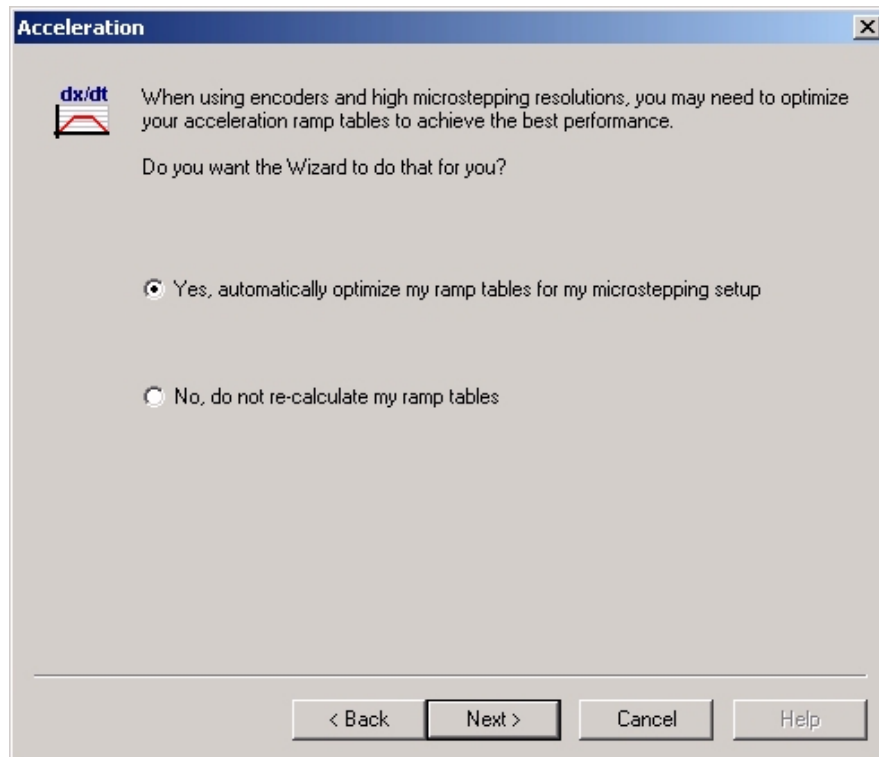 Acceleration
dx/dt
When using encoders and high microstepping resolutions, you may need to optimize
your acceleration ramp tables to achieve the best performance.
Do you want the Wizard to do that for you?
Yes, automatically optimize my ramp tables for my microstepping setup
No, do not re-calculate my ramp tables
< Back Next > Cancel Help